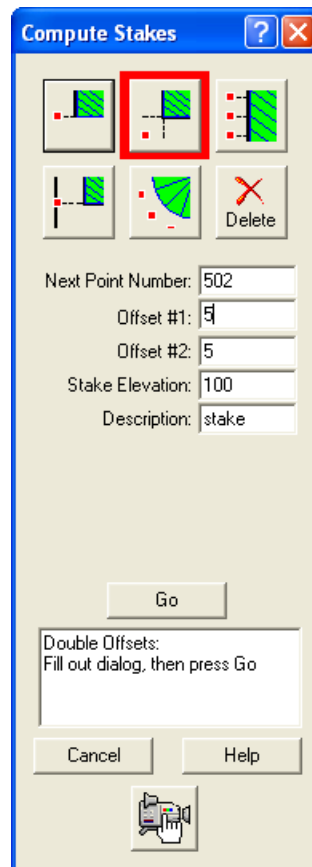 Compute Stakes
Delete
Next Point Number: 502
Offset #1: 5
Offset #2: 5
Stake Elevation: 100
Description: stake
Go
Double Offsets:
Fill out dialog, then press Go
Cancel Help